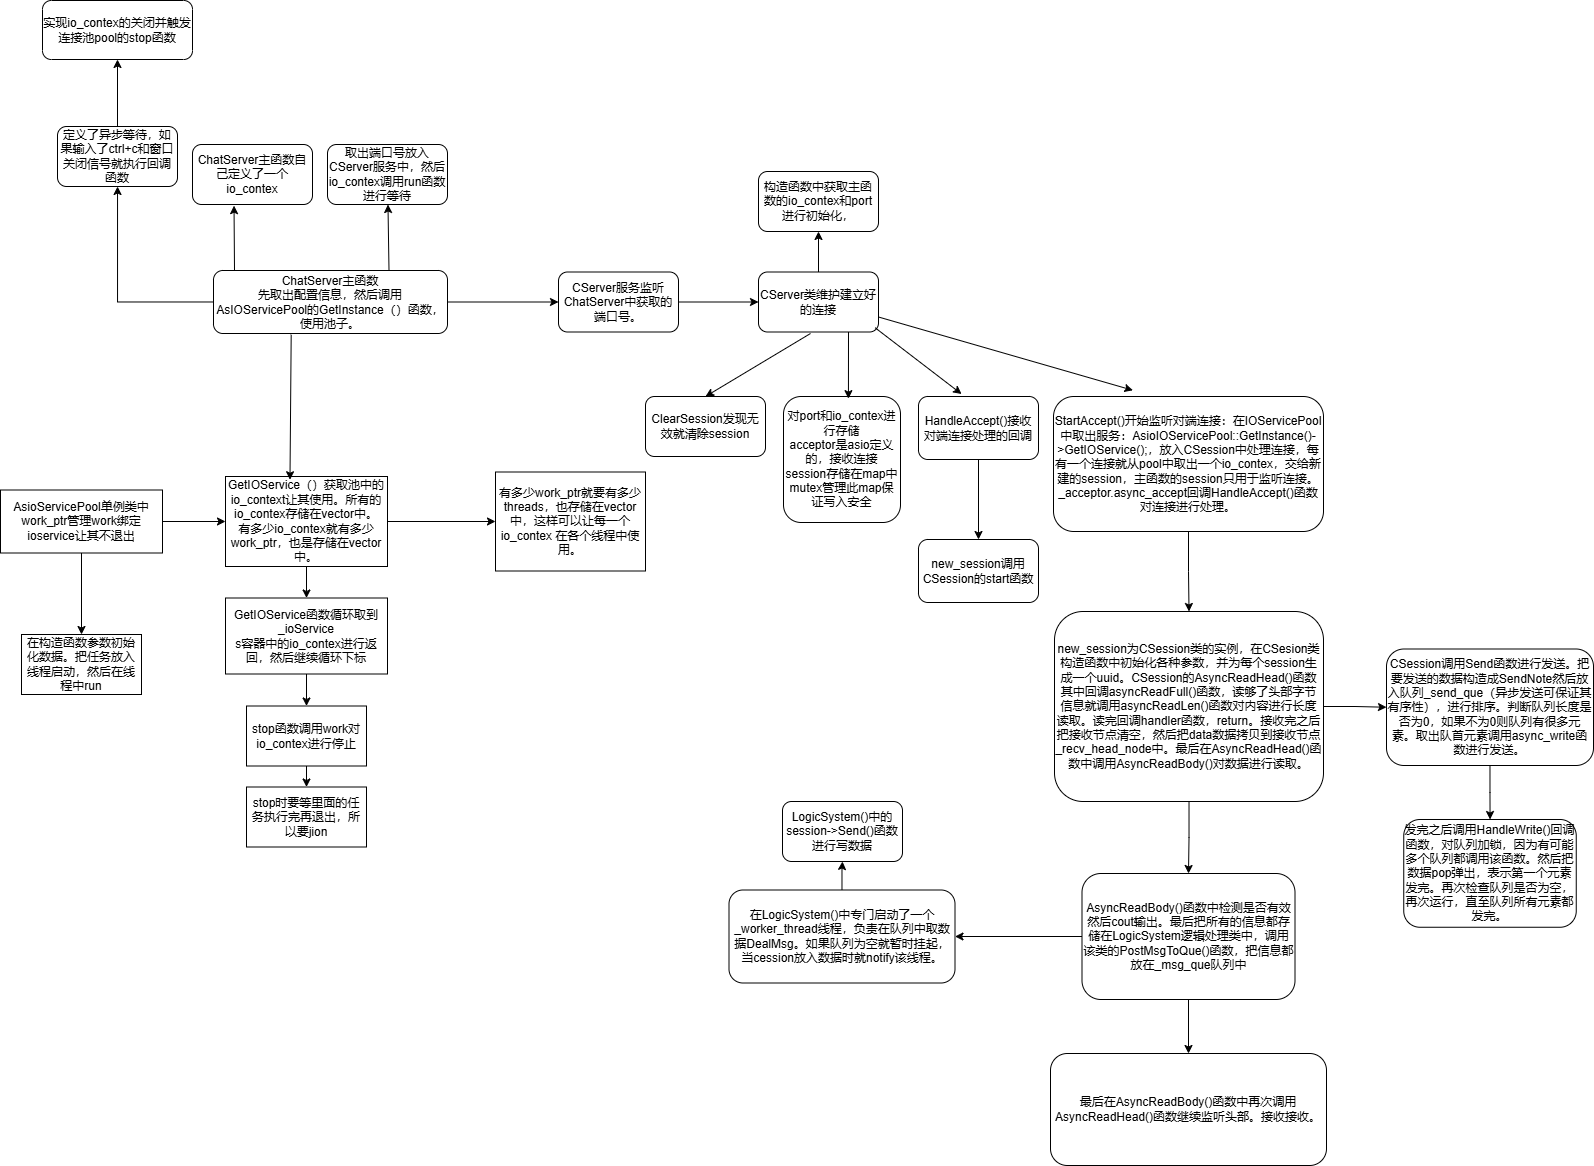 实现io_contex的关闭并触发
连接池pool的stop函数
定义了异步等待，如
果输入了ctrl+c和窗口
关闭信号就执行回调
函数
ChatServer主函数自
己定义了一个
io_contex
取出端口号放入
CServer服务中，然后
io_contex调用run函数
进行等待
构造函数中获取主函
数的io_contex和port
进行初始化，
ChatServer主函数
先取出配置信息，然后调用
AsIOServicePool的GetInstance（）函数，
使用池子。
CServer服务监听
ChatServer中获取的
端口号。
CServer类维护建立好
的连接
ClearSession发现无
效就清除session
对port和io_contex进
行存储
acceptor是asio定义
的，接收连接
session存储在map中
mutex管理此map保
证写入安全
HandleAccept()接收
对端连接处理的回调
StartAccept()开始监听对端连接：在IOServicePool
中取出服务：AsioIOServicePool::GetInstance()-
>GetIOService();，放入CSession中处理连接，每
有一个连接就从pool中取出一个io_contex，交给新
建的session，主函数的session只用于监听连接。
_acceptor.async_accept回调HandleAccept()函数
对连接进行处理。
AsioServicePool单例类中
work_ptr管理work绑定
ioservice让其不退出
GetIOService（）获取池中的
io_context让其使用。所有的
io_contex存储在vector中。
有多少io_contex就有多少
work_ptr，也是存储在vector
中。
有多少work_ptr就要有多少
threads，也存储在vector
中，这样可以让每一个
io_contex 在各个线程中使
用。
new_session调用
CSession的start函数
在构造函数参数初始
化数据。把任务放入
线程启动，然后在线
程中run
GetIOService函数循环取到
_ioService
s容器中的io_contex进行返
回，然后继续循环下标
stop函数调用work对
io_contex进行停止
stop时要等里面的任
务执行完再退出，所
以要jion
new_session为CSession类的实例，在CSesion类
构造函数中初始化各种参数，并为每个session生
成一个uuid。CSession的AsyncReadHead()函数
其中回调asyncReadFull()函数，读够了头部字节
信息就调用asyncReadLen()函数对内容进行长度
读取。读完回调handler函数，return。接收完之后
把接收节点清空，然后把data数据拷贝到接收节点
_recv_head_node中。最后在AsyncReadHead()函
数中调用AsyncReadBody()对数据进行读取。
CSession调用Send函数进行发送。把
要发送的数据构造成SendNote然后放
入队列_send_que（异步发送可保证其
有序性），进行排序。判断队列长度是
否为0，如果不为0则队列有很多元
素。取出队首元素调用async_write函
数进行发送。
发完之后调用HandleWrite()回调
函数，对队列加锁，因为有可能
多个队列都调用该函数。然后把
数据pop弹出，表示第一个元素
发完。再次检查队列是否为空，
再次运行，直至队列所有元素都
发完。
LogicSystem()中的
session->Send()函数
进行写数据
在LogicSystem()中专门启动了一个
_worker_thread线程，负责在队列中取数
据DealMsg。如果队列为空就暂时挂起，
当cession放入数据时就notify该线程。
AsyncReadBody()函数中检测是否有效
然后cout输出。最后把所有的信息都存
储在LogicSystem逻辑处理类中，调用
该类的PostMsgToQue()函数，把信息都
放在_msg_que队列中
最后在AsyncReadBody()函数中再次调用
AsyncReadHead()函数继续监听头部。接收接收。